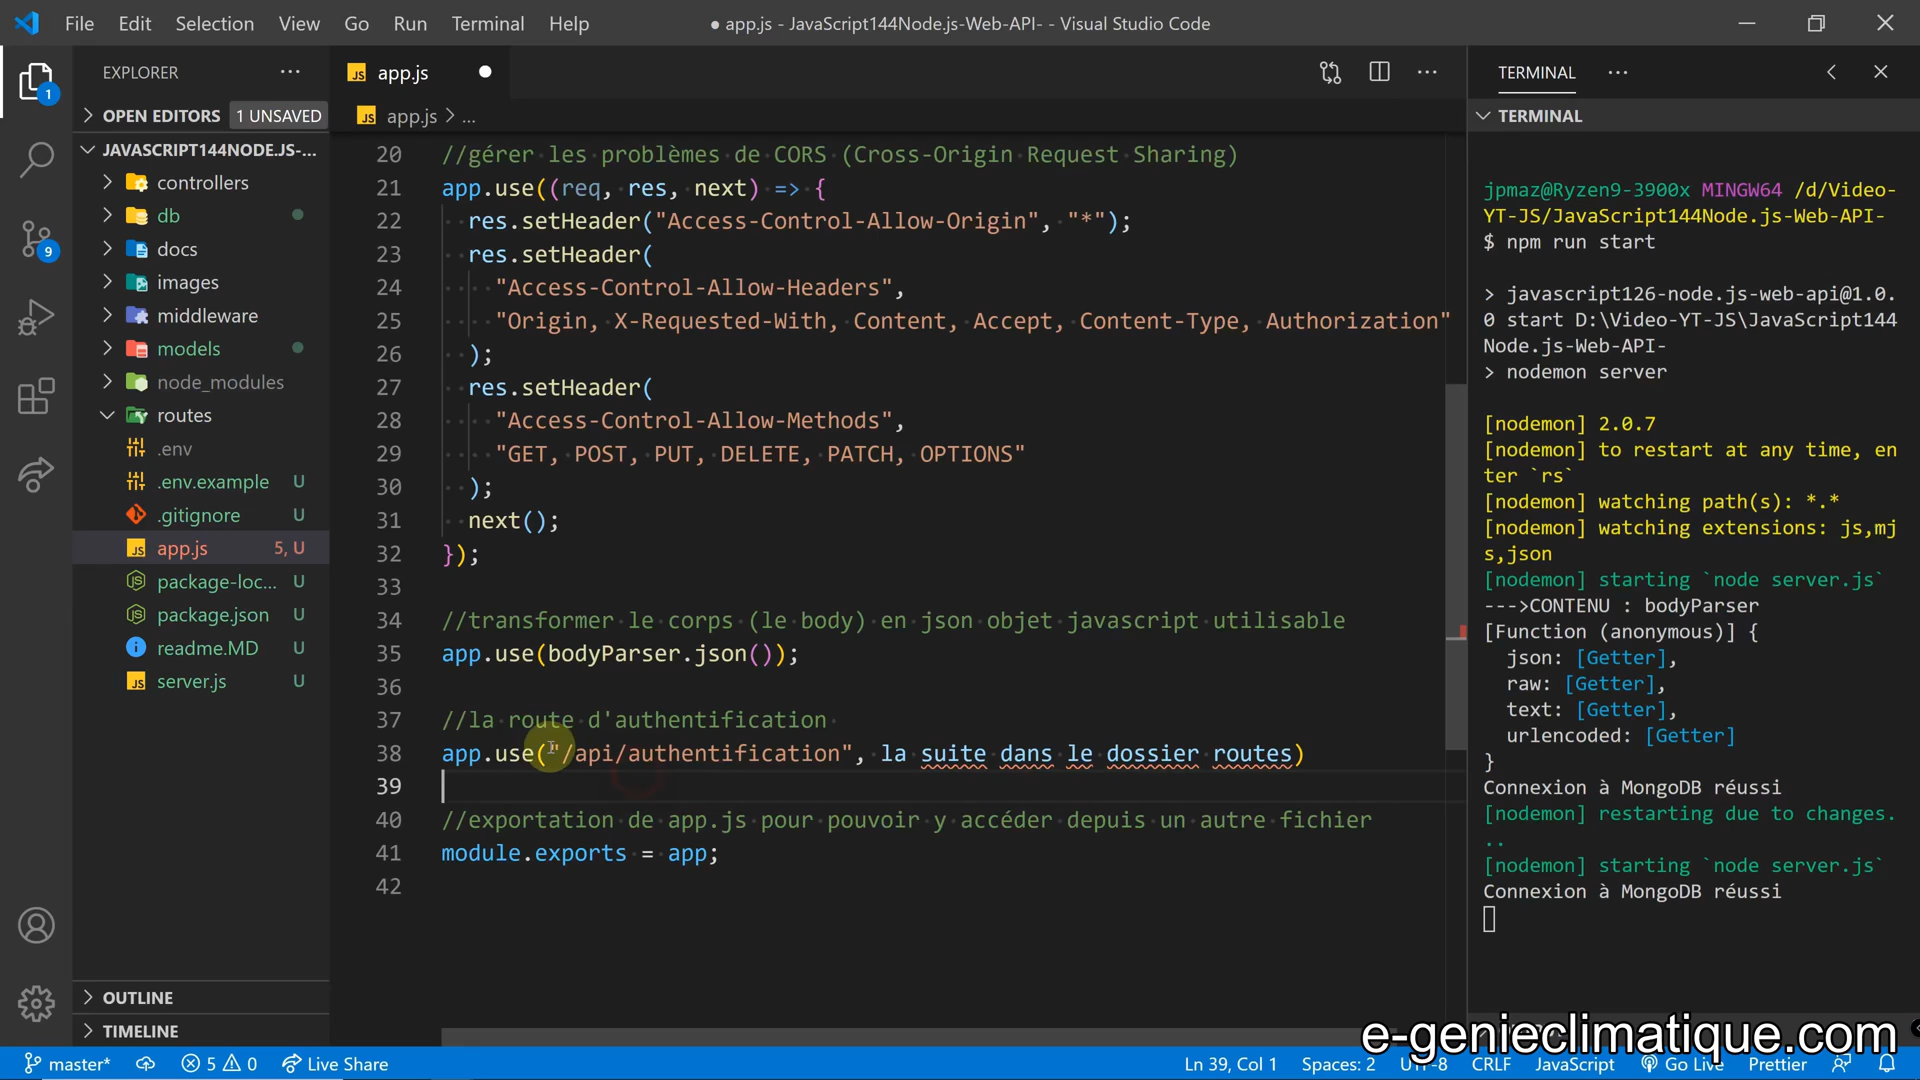 File Edit Selection View Go Run Terminal Help
● app.js - JavaScript144Node.js-Web-API- - Visual Studio Code
EXPLORER
OPEN EDITORS 1 UNSAVED
JAVASCRIPT144NODE.JS-...
controllers
db
docs
images
middleware
models
node_modules
routes
.env
.env.example U
.gitignore U
app.js 5, U
package-loc... U
package.json U
readme.MD U
server.js U
OUTLINE
TIMELINE
1
9
JS app.js
JS app.js > ...
20 //gérer les problèmes de CORS (Cross-Origin Request Sharing)
21 app.use((req, res, next) => {
22 res.setHeader("Access-Control-Allow-Origin", "*");
23 res.setHeader(
24 "Access-Control-Allow-Headers",
25 "Origin, X-Requested-With, Content, Accept, Content-Type, Authorization"
26 );
27 res.setHeader(
28 "Access-Control-Allow-Methods",
29 "GET, POST, PUT, DELETE, PATCH, OPTIONS"
30 );
31 next();
32 });
33
34 //transformer le corps (le body) en json objet javascript utilisable
35 app.use(bodyParser.json());
36
37 //la route d'authentification
38 app.use("/api/authentification", la suite dans le dossier routes)
39
40 //exportation de app.js pour pouvoir y accéder depuis un autre fichier
41 module.exports = app;
42
TERMINAL
TERMINAL
jpmaz@Ryzen9-3900x MINGW64 /d/Video-
YT-JS/JavaScript144Node.js-Web-API-
$ npm run start
> javascript126-node.js-web-api@1.0.
0 start D:\Video-YT-JS\JavaScript144
Node.js-Web-API-
> nodemon server
[nodemon] 2.0.7
[nodemon] to restart at any time, en
ter `rs`
[nodemon] watching path(s): *.*
[nodemon] watching extensions: js,mj
s,json
[nodemon] starting `node server.js`
--->CONTENU : bodyParser
[Function (anonymous)] {
json: [Getter],
raw: [Getter],
text: [Getter],
urlencoded: [Getter]
}
Connexion à MongoDB réussi
[nodemon] restarting due to changes.
..
[nodemon] starting `node server.js`
Connexion à MongoDB réussi
e-genieclimatique.com
master* 5 0 Live Share
Ln 39, Col 1 Spaces: 2 UTF-8 CRLF JavaScript Go Live Prettier